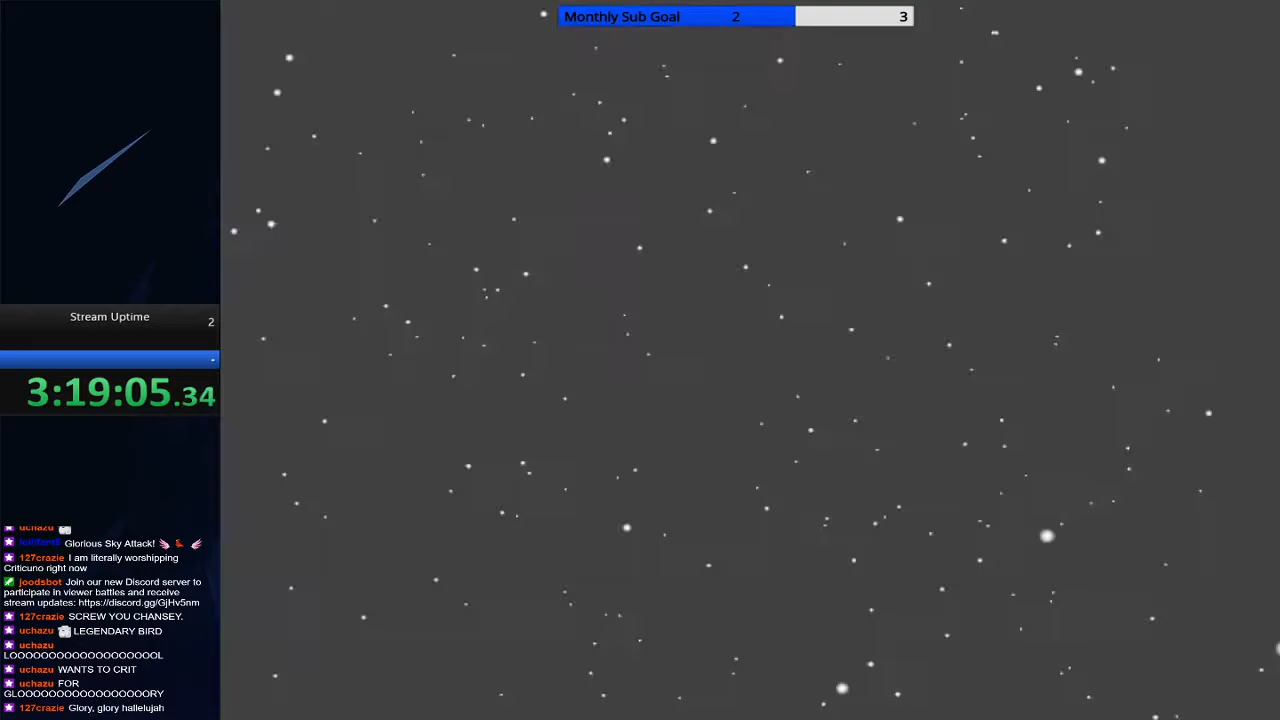 Monthly Sub Goal 2 3
Stream Uptime 2
-
3:19:05.34
uchazu
Glorious Sky Attack!
127crazie I am literally worshipping
Criticuno right now
joodsbot Join our new Discord server to
participate in viewer battles and receive
stream updates: https://discord.gg/GjHv5nm
127crazie SCREW YOU CHANSEY.
uchazu LEGENDARY BIRD
uchazu
LOOOOOOOOOOOOOOOOOOL
uchazu WANTS TO CRIT
uchazu FOR
GLOOOOOOOOOOOOOOOOORY
127crazie Glory, glory hallelujah